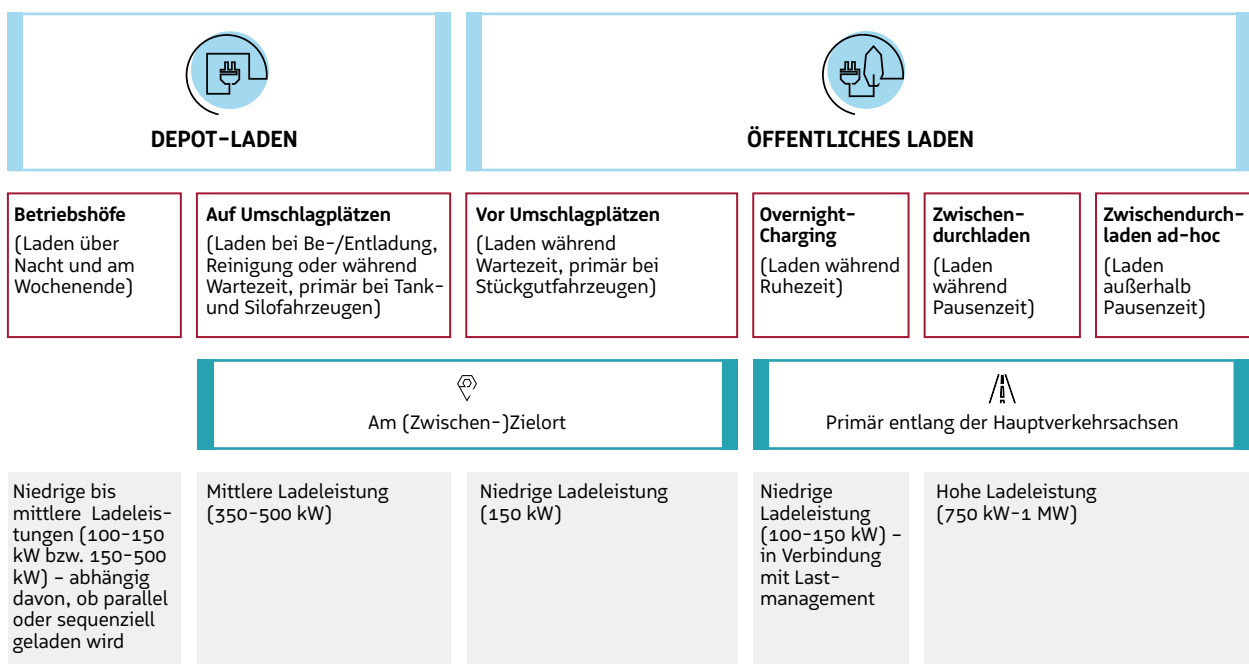 DEPOT-LADEN
ÖFFENTLICHES LADEN
Betriebshöfe
(Laden über
Nacht und am
Wochenende)
Auf Umschlagplätzen
(Laden bei Be-/Entladung,
Reinigung oder während
Wartezeit, primär bei Tank-
und Silofahrzeugen)
Vor Umschlagplätzen
(Laden während
Wartezeit, primär bei
Stückgutfahrzeugen)
Overnight-
Charging
(Laden während
Ruhezeit)
Zwischen-
durchladen
(Laden
während
Pausenzeit)
Zwischendurch-
laden ad-hoc
(Laden
außerhalb
Pausenzeit)
Am (Zwischen-)Zielort
Primär entlang der Hauptverkehrsachsen
Niedrige bis
mittlere Ladeleis-
tungen (100-150
kW bzw. 150-500
kW) – abhängig
davon, ob parallel
oder sequenziell
geladen wird
Mittlere Ladeleistung
(350-500 kW)
Niedrige Ladeleistung
(150 kW)
Niedrige
Ladeleistung
(100-150 kW) –
in Verbindung
mit Last-
management
Hohe Ladeleistung
(750 kW-1 MW)